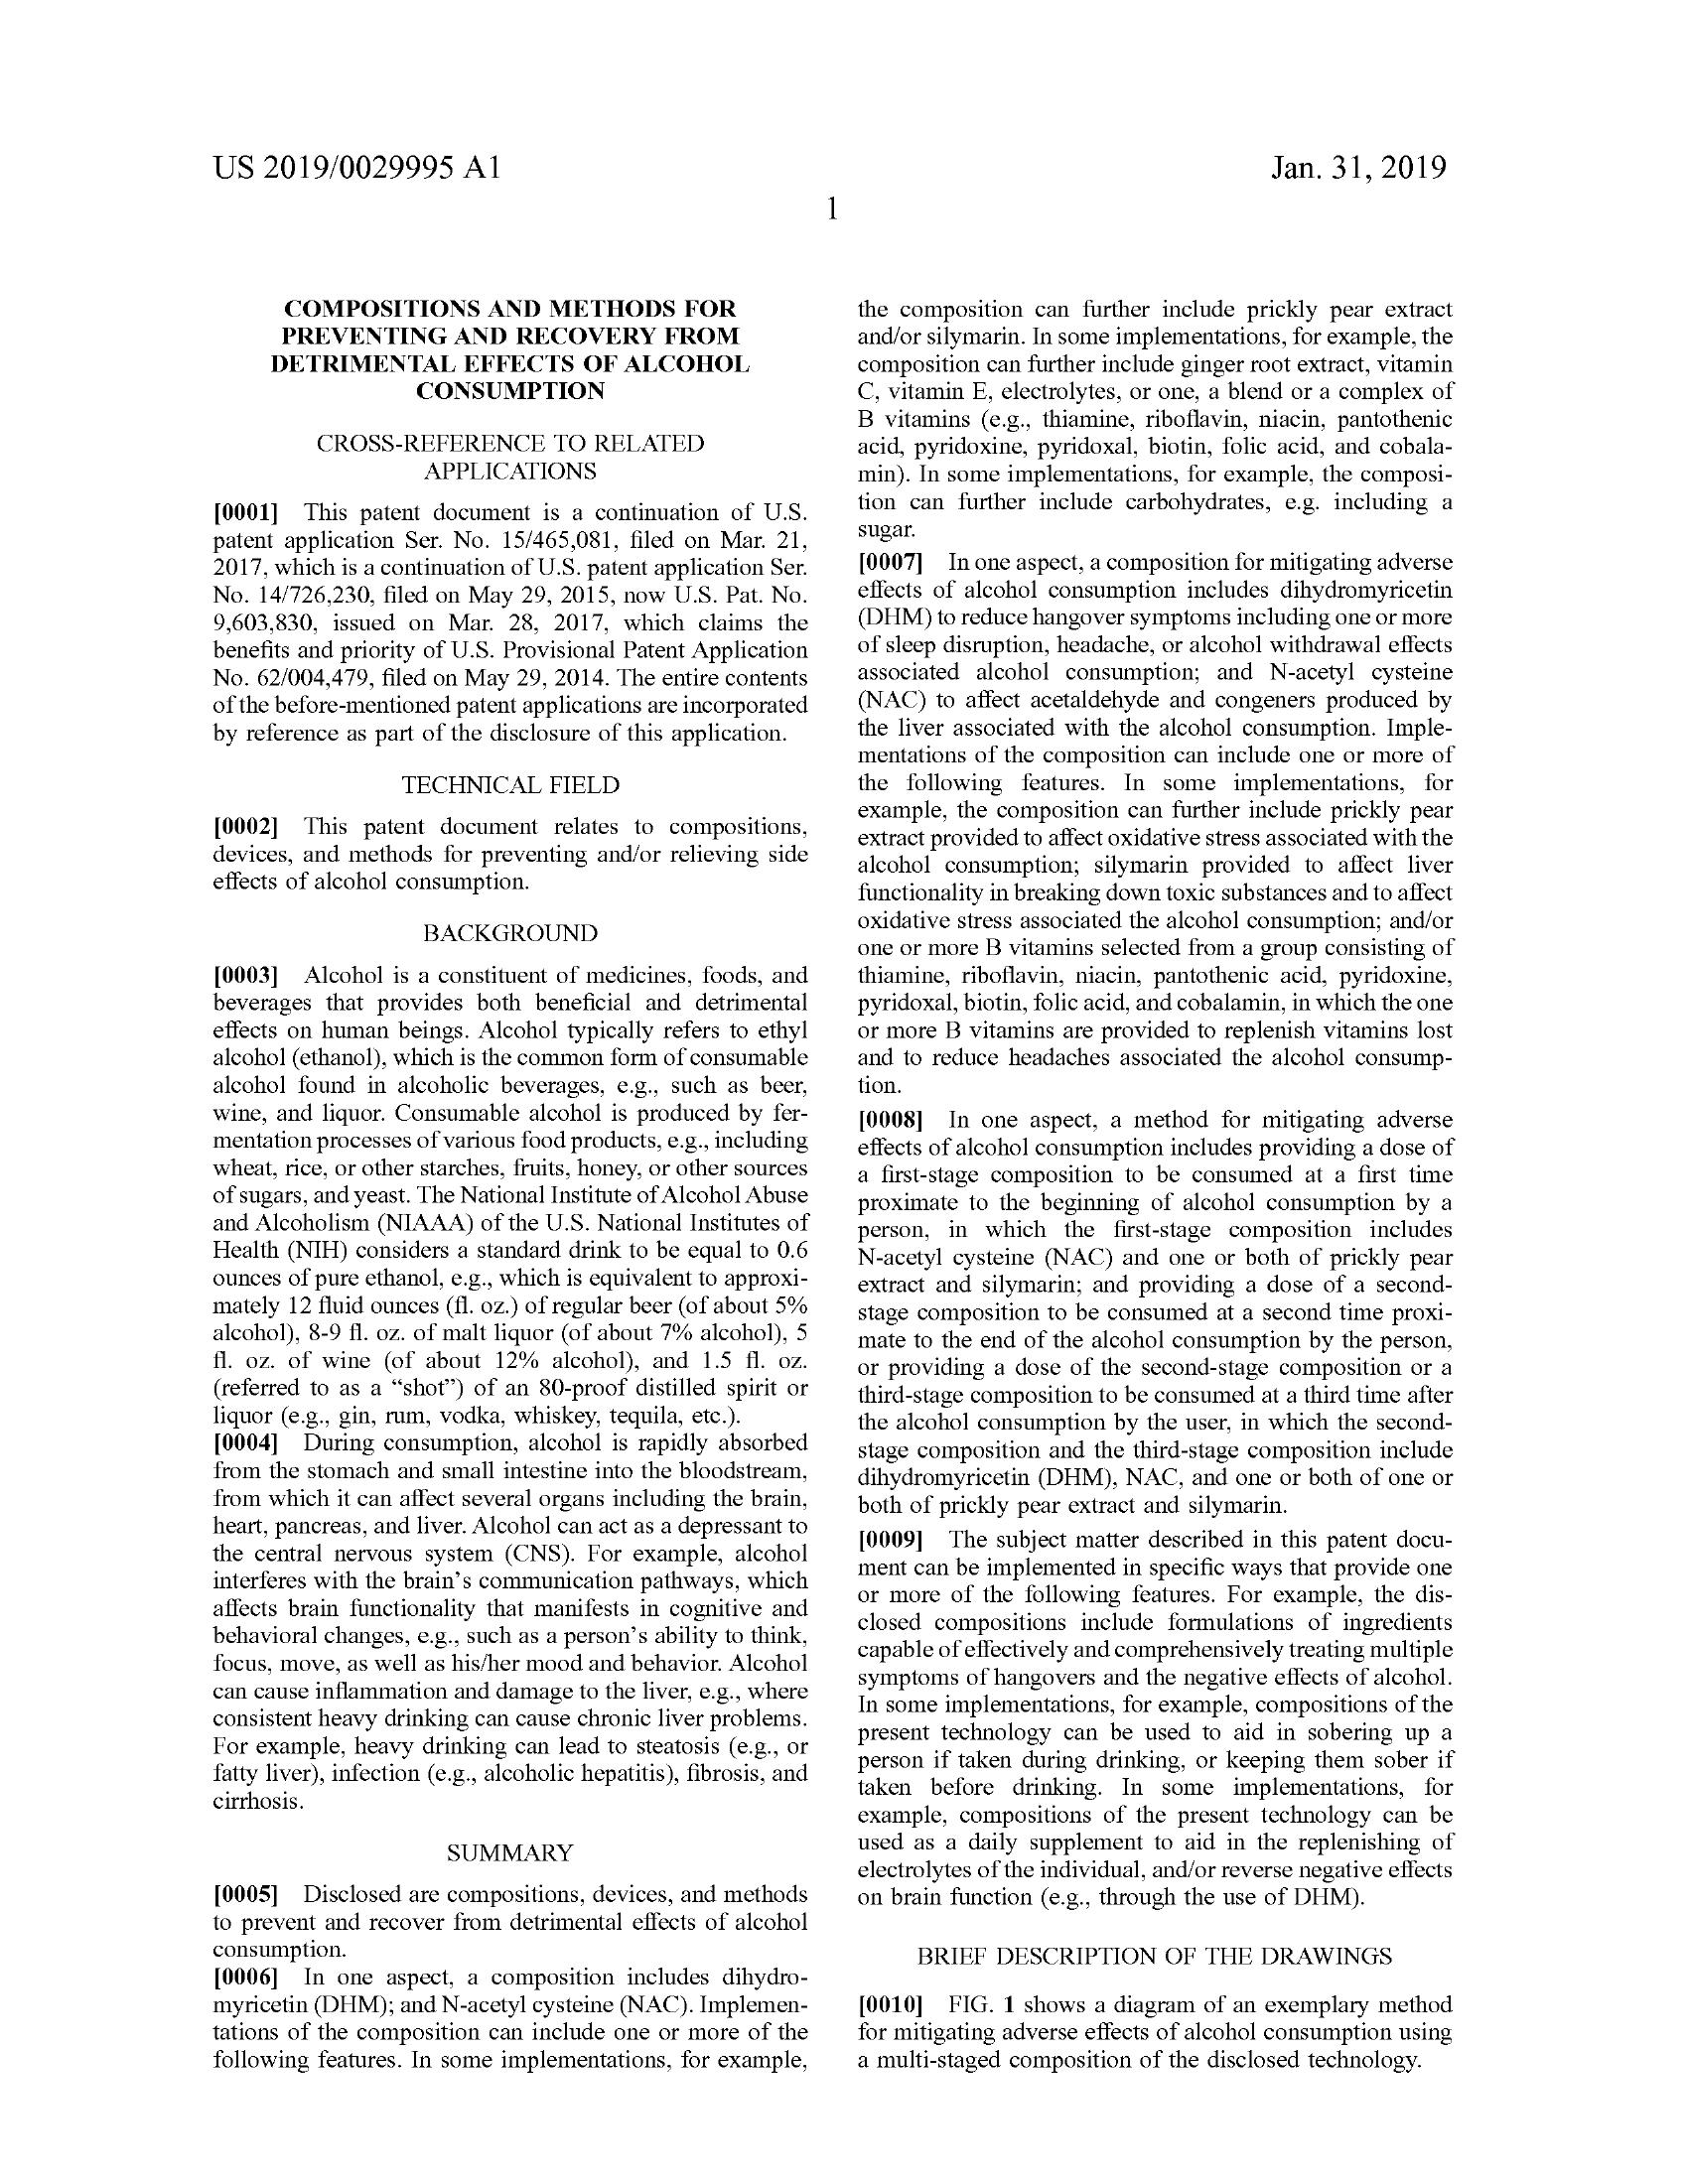 US 2019/0029995 A1
Jan. 31, 2019
1
COMPOSITIONS AND METHODS FOR
PREVENTING AND RECOVERY FROM
DETRIMENTAL EFFECTS OF ALCOHOL
CONSUMPTION
CROSS-REFERENCE TO RELATED
APPLICATIONS
[0001] This patent document is a continuation of U.S.
patent application Ser. No. 15/465,081, filed on Mar. 21,
2017, which is a continuation of U.S. patent application Ser.
No. 14/726,230, filed on May 29, 2015, now U.S. Pat. No.
9,603,830, issued on Mar. 28, 2017, which claims the
benefits and priority of U.S. Provisional Patent Application
No. 62/004,479, filed on May 29, 2014. The entire contents
of the before-mentioned patent applications are incorporated
by reference as part of the disclosure of this application.
TECHNICAL FIELD
[0002] This patent document relates to compositions,
devices, and methods for preventing and/or relieving side
effects of alcohol consumption.
BACKGROUND
[0003] Alcohol is a constituent of medicines, foods, and
beverages that provides both beneficial and detrimental
effects on human beings. Alcohol typically refers to ethyl
alcohol (ethanol), which is the common form of consumable
alcohol found in alcoholic beverages, e.g., such as beer,
wine, and liquor. Consumable alcohol is produced by fer-
mentation processes of various food products, e.g., including
wheat, rice, or other starches, fruits, honey, or other sources
of sugars, and yeast. The National Institute of Alcohol Abuse
and Alcoholism (NIAAA) of the U.S. National Institutes of
Health (NIH) considers a standard drink to be equal to 0.6
ounces of pure ethanol, e.g., which is equivalent to approxi-
mately 12 fluid ounces (fl. oz.) of regular beer (of about 5%
alcohol), 8-9 fl. oz. of malt liquor (of about 7% alcohol), 5
fl. oz. of wine (of about 12% alcohol), and 1.5 fl. oz.
(referred to as a “shot”) of an 80-proof distilled spirit or
liquor (e.g., gin, rum, vodka, whiskey, tequila, etc.).
[0004] During consumption, alcohol is rapidly absorbed
from the stomach and small intestine into the bloodstream,
from which it can affect several organs including the brain,
heart, pancreas, and liver. Alcohol can act as a depressant to
the central nervous system (CNS). For example, alcohol
interferes with the brain’s communication pathways, which
affects brain functionality that manifests in cognitive and
behavioral changes, e.g., such as a person’s ability to think,
focus, move, as well as his/her mood and behavior. Alcohol
can cause inflammation and damage to the liver, e.g., where
consistent heavy drinking can cause chronic liver problems.
For example, heavy drinking can lead to steatosis (e.g., or
fatty liver), infection (e.g., alcoholic hepatitis), fibrosis, and
cirrhosis.
SUMMARY
[0005] Disclosed are compositions, devices, and methods
to prevent and recover from detrimental effects of alcohol
consumption.
[0006] In one aspect, a composition includes dihydro-
myricetin (DHM); and N-acetyl cysteine (NAC). Implemen-
tations of the composition can include one or more of the
following features. In some implementations, for example,
the composition can further include prickly pear extract
and/or silymarin. In some implementations, for example, the
composition can further include ginger root extract, vitamin
C, vitamin E, electrolytes, or one, a blend or a complex of
B vitamins (e.g., thiamine, riboflavin, niacin, pantothenic
acid, pyridoxine, pyridoxal, biotin, folic acid, and cobala-
min). In some implementations, for example, the composi-
tion can further include carbohydrates, e.g. including a
sugar.
[0007] In one aspect, a composition for mitigating adverse
effects of alcohol consumption includes dihydromyricetin
(DHM) to reduce hangover symptoms including one or more
of sleep disruption, headache, or alcohol withdrawal effects
associated alcohol consumption; and N-acetyl cysteine
(NAC) to affect acetaldehyde and congeners produced by
the liver associated with the alcohol consumption. Imple-
mentations of the composition can include one or more of
the following features. In some implementations, for
example, the composition can further include prickly pear
extract provided to affect oxidative stress associated with the
alcohol consumption; silymarin provided to affect liver
functionality in breaking down toxic substances and to affect
oxidative stress associated the alcohol consumption; and/or
one or more B vitamins selected from a group consisting of
thiamine, riboflavin, niacin, pantothenic acid, pyridoxine,
pyridoxal, biotin, folic acid, and cobalamin, in which the one
or more B vitamins are provided to replenish vitamins lost
and to reduce headaches associated the alcohol consump-
tion.
[0008] In one aspect, a method for mitigating adverse
effects of alcohol consumption includes providing a dose of
a first-stage composition to be consumed at a first time
proximate to the beginning of alcohol consumption by a
person, in which the first-stage composition includes
N-acetyl cysteine (NAC) and one or both of prickly pear
extract and silymarin; and providing a dose of a second-
stage composition to be consumed at a second time proxi-
mate to the end of the alcohol consumption by the person,
or providing a dose of the second-stage composition or a
third-stage composition to be consumed at a third time after
the alcohol consumption by the user, in which the second-
stage composition and the third-stage composition include
dihydromyricetin (DHM), NAC, and one or both of one or
both of prickly pear extract and silymarin.
[0009] The subject matter described in this patent docu-
ment can be implemented in specific ways that provide one
or more of the following features. For example, the dis-
closed compositions include formulations of ingredients
capable of effectively and comprehensively treating multiple
symptoms of hangovers and the negative effects of alcohol.
In some implementations, for example, compositions of the
present technology can be used to aid in sobering up a
person if taken during drinking, or keeping them sober if
taken before drinking. In some implementations, for
example, compositions of the present technology can be
used as a daily supplement to aid in the replenishing of
electrolytes of the individual, and/or reverse negative effects
on brain function (e.g., through the use of DHM).
BRIEF DESCRIPTION OF THE DRAWINGS
[0010] FIG. 1 shows a diagram of an exemplary method
for mitigating adverse effects of alcohol consumption using
a multi-staged composition of the disclosed technology.